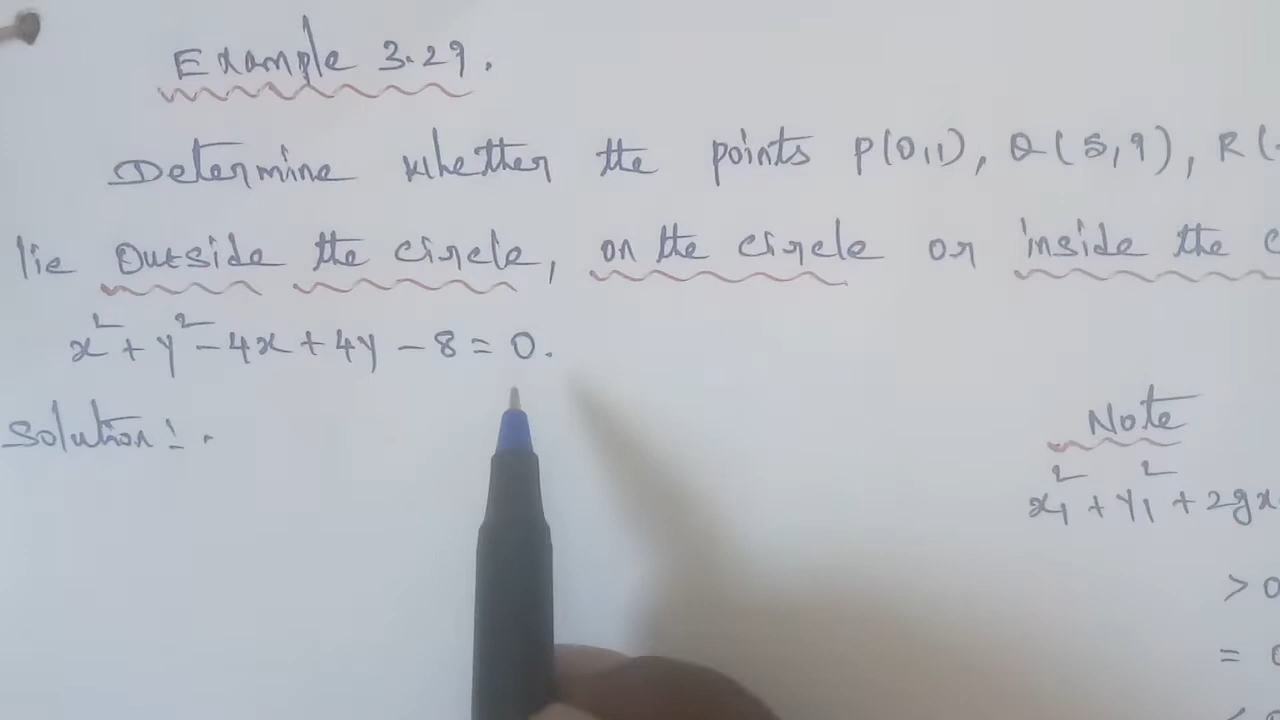 Example 3.29.
Determine whether the points P(0,1), Q(5,9), R(-
lie outside the circle, on the circle or inside the c
x² + y² - 4x + 4y - 8 = 0.
Solution:-
Note
x₁² + y₁² + 2gx
> 0
= 0